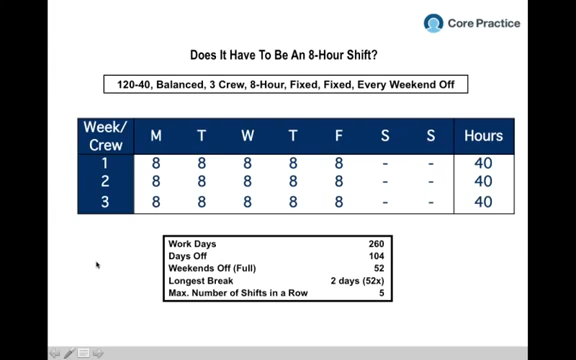 Core Practice
Does It Have To Be An 8-Hour Shift?
120-40, Balanced, 3 Crew, 8-Hour, Fixed, Fixed, Every Weekend Off
Week/
Crew M T W T F S S Hours
1 8 8 8 8 8 - - 40
2 8 8 8 8 8 - - 40
3 8 8 8 8 8 - - 40
Work Days 260
Days Off 104
Weekends Off (Full) 52
Longest Break 2 days (52x)
Max. Number of Shifts in a Row 5